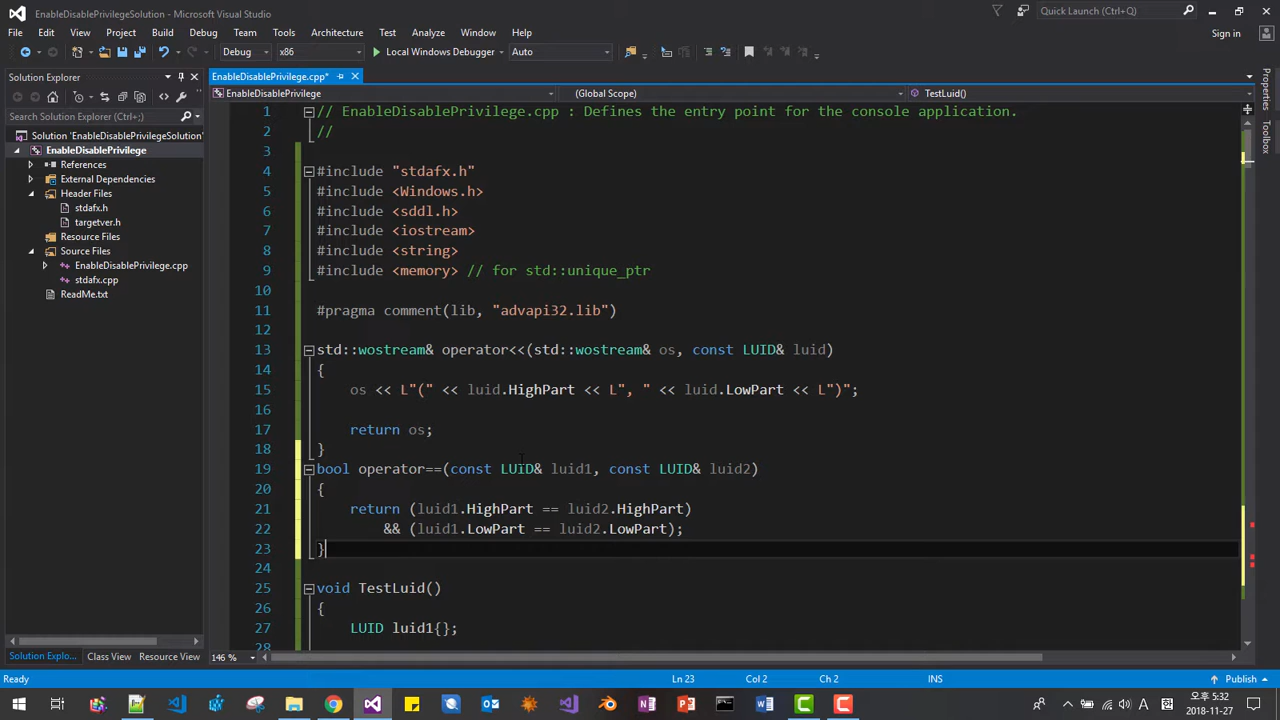 EnableDisablePrivilegeSolution - Microsoft Visual Studio
Quick Launch (Ctrl+Q)
File Edit View Project Build Debug Team Tools Architecture Test Analyze Window Help
Sign in
Debug x86 Local Windows Debugger Auto
Solution Explorer
EnableDisablePrivilege.cpp*
EnableDisablePrivilege (Global Scope) TestLuid()
Search Solution Explorer (Ctrl+;)
Solution 'EnableDisablePrivilegeSolution'
EnableDisablePrivilege
References
External Dependencies
Header Files
stdafx.h
targetver.h
Resource Files
Source Files
EnableDisablePrivilege.cpp
stdafx.cpp
ReadMe.txt
1 // EnableDisablePrivilege.cpp : Defines the entry point for the console application.
2 //
3
4 #include "stdafx.h"
5 #include <Windows.h>
6 #include <sddl.h>
7 #include <iostream>
8 #include <string>
9 #include <memory> // for std::unique_ptr
10
11 #pragma comment(lib, "advapi32.lib")
12
13 std::wostream& operator<<(std::wostream& os, const LUID& luid)
14 {
15 os << L"(" << luid.HighPart << L", " << luid.LowPart << L")";
16
17 return os;
18 }
19 bool operator==(const LUID& luid1, const LUID& luid2)
20 {
21 return (luid1.HighPart == luid2.HighPart)
22 && (luid1.LowPart == luid2.LowPart);
23 }
24
25 void TestLuid()
26 {
27 LUID luid1{};
28
Properties
Toolbox
Solution Explo... Class View Resource View
146 %
Ready Ln 23 Col 2 Ch 2 INS Publish
오후 5:32
2018-11-27